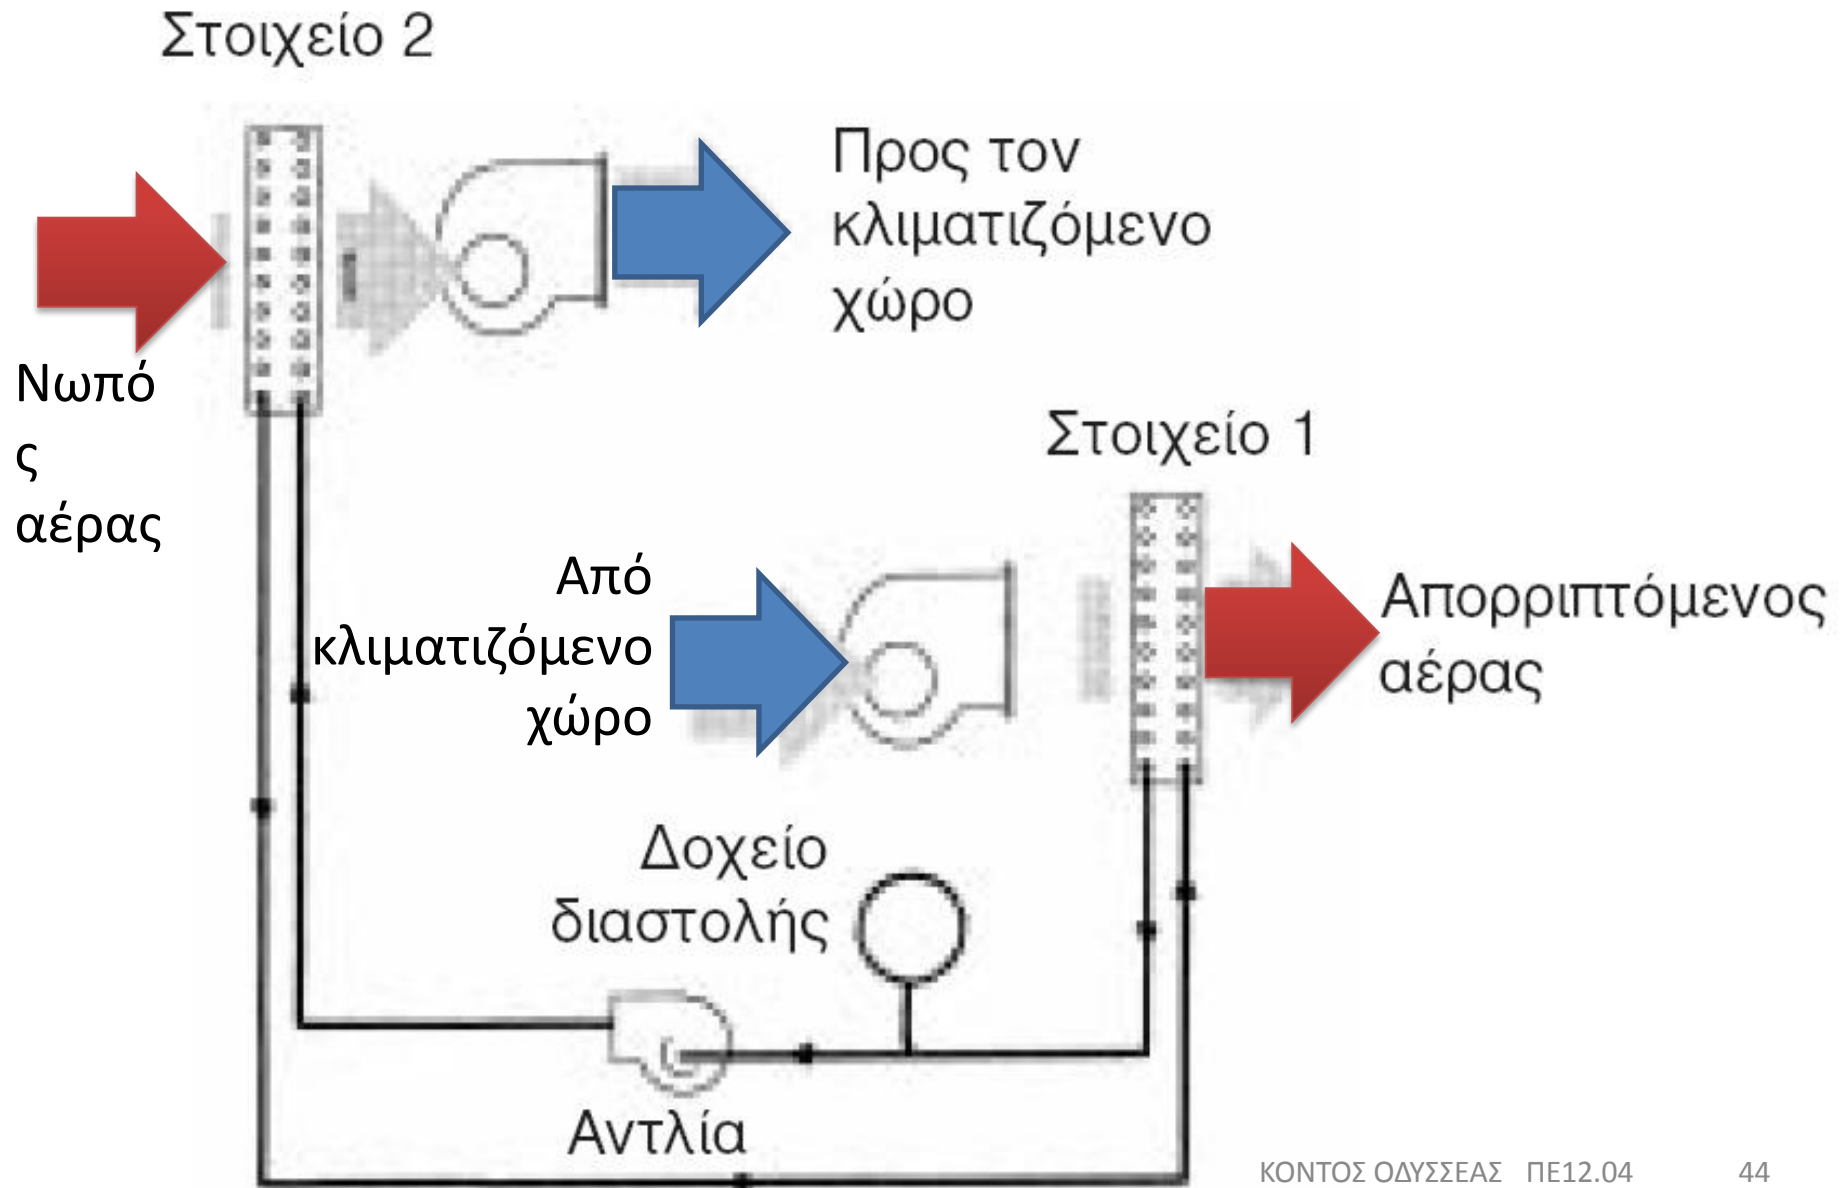 Στοιχείο 2
Προς τον
κλιματιζόμενο
χώρο
Νωπό
ς
αέρας
Στοιχείο 1
Από
κλιματιζόμενο
χώρο
Απορριπτόμενος
αέρας
Δοχείο
διαστολής
Αντλία
ΚΟΝΤΟΣ ΟΔΥΣΣΕΑΣ ΠΕ12.04 44